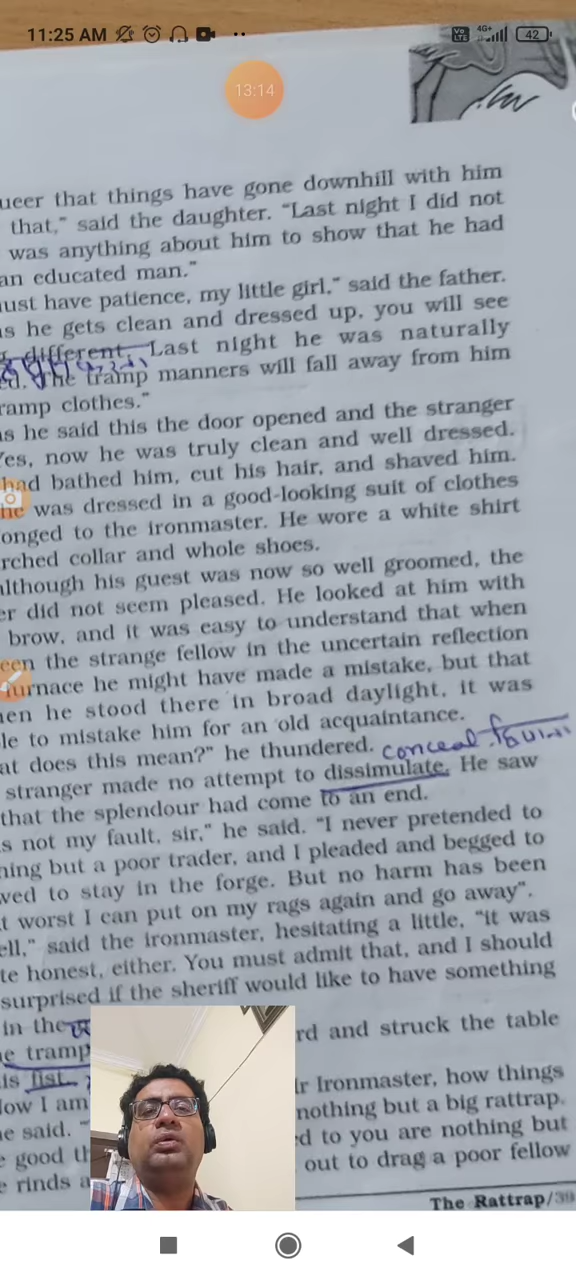 11:25 AM
Vo LTE 4G+ 42
13:14
ueer that things have gone downhill with him
that," said the daughter. "Last night I did not
was anything about him to show that he had
an educated man."
ust have patience, my little girl," said the father.
s he gets clean and dressed up, you will see
different. Last night he was naturally
ed. The tramp manners will fall away from him
ramp clothes."
s he said this the door opened and the stranger
es, now he was truly clean and well dressed.
had bathed him, cut his hair, and shaved him.
he was dressed in a good-looking suit of clothes
onged to the ironmaster. He wore a white shirt
rched collar and whole shoes.
lthough his guest was now so well groomed, the
er did not seem pleased. He looked at him with
brow, and it was easy to understand that when
een the strange fellow in the uncertain reflection
urnace he might have made a mistake, but that
en he stood there in broad daylight, it was
le to mistake him for an old acquaintance.
at does this mean?" he thundered. conceal
stranger made no attempt to dissimulate. He saw
that the splendour had come to an end.
s not my fault, sir," he said. "I never pretended to
hing but a poor trader, and I pleaded and begged to
wed to stay in the forge. But no harm has been
t worst I can put on my rags again and go away".
ell," said the ironmaster, hesitating a little, "it was
te honest, either. You must admit that, and I should
surprised if the sheriff would like to have something
in the
rd and struck the table
e tramp
is fist.
r Ironmaster, how things
ow I am
nothing but a big rattrap.
e said. "
d to you are nothing but
e good th
out to drag a poor fellow
e rinds a
The Rattrap/39